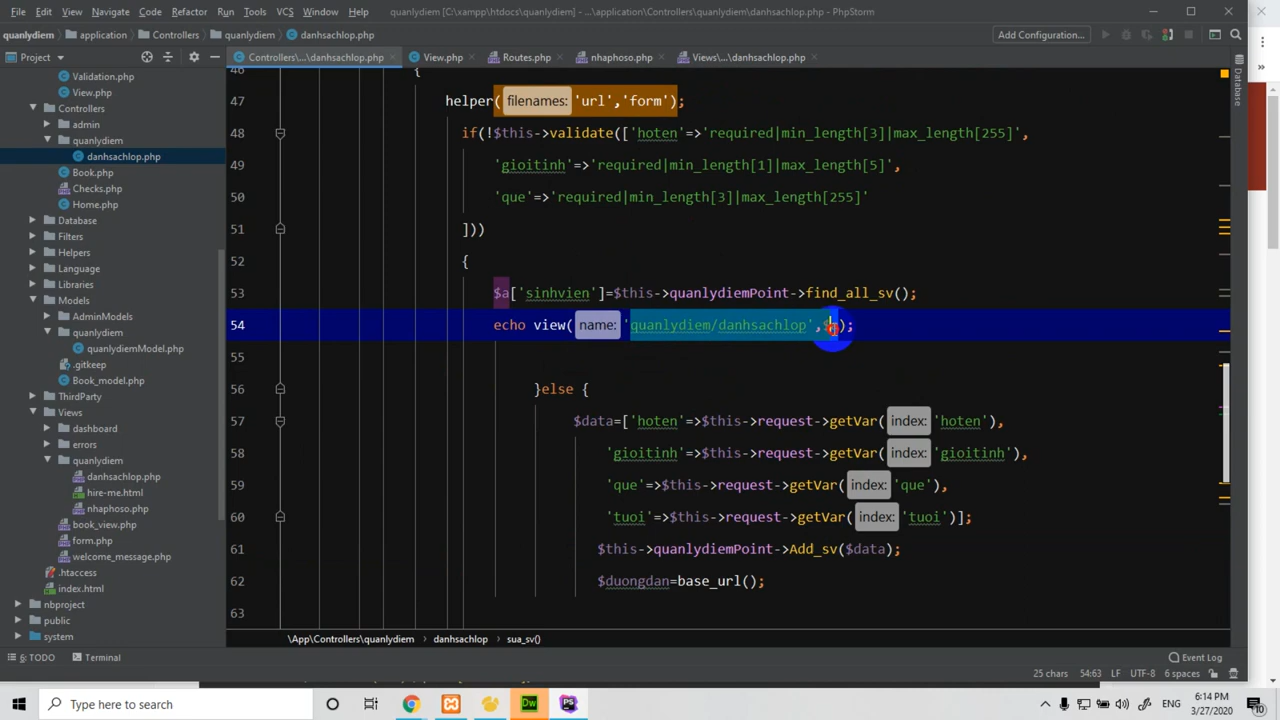 File Edit View Navigate Code Refactor Run Tools VCS Window Help quanlydiem [C:\xampp\htdocs\quanlydiem] - ...\application\Controllers\quanlydiem\danhsachlop.php - PhpStorm
quanlydiem application Controllers quanlydiem danhsachlop.php Add Configuration...
Project Controllers\...\danhsachlop.php View.php Routes.php nhaphoso.php Views\...\danhsachlop.php
Validation.php
View.php
Controllers
admin
quanlydiem
danhsachlop.php
Book.php
Checks.php
Home.php
Database
Filters
Helpers
Language
Libraries
Models
AdminModels
quanlydiem
quanlydiemModel.php
.gitkeep
Book_model.php
ThirdParty
Views
dashboard
errors
quanlydiem
danhsachlop.php
hire-me.html
nhaphoso.php
book_view.php
form.php
welcome_message.php
.htaccess
index.html
nbproject
public
system
46 {
47 helper( filenames: 'url','form');
48 if(!$this->validate(['hoten'=>'required|min_length[3]|max_length[255]',
49 'gioitinh'=>'required|min_length[1]|max_length[5]',
50 'que'=>'required|min_length[3]|max_length[255]'
51 ]))
52 {
53 $a['sinhvien']=$this->quanlydiemPoint->find_all_sv();
54 echo view( name: 'quanlydiem/danhsachlop',$ );
55
56 }else {
57 $data=['hoten'=>$this->request->getVar( index: 'hoten'),
58 'gioitinh'=>$this->request->getVar( index: 'gioitinh'),
59 'que'=>$this->request->getVar( index: 'que'),
60 'tuoi'=>$this->request->getVar( index: 'tuoi')];
61 $this->quanlydiemPoint->Add_sv($data);
62 $duongdan=base_url();
63
Database
\App\Controllers\quanlydiem danhsachlop sua_sv()
6: TODO Terminal Event Log
25 chars 54:63 LF UTF-8 6 spaces
Type here to search
ENG
6:14 PM
3/27/2020
10